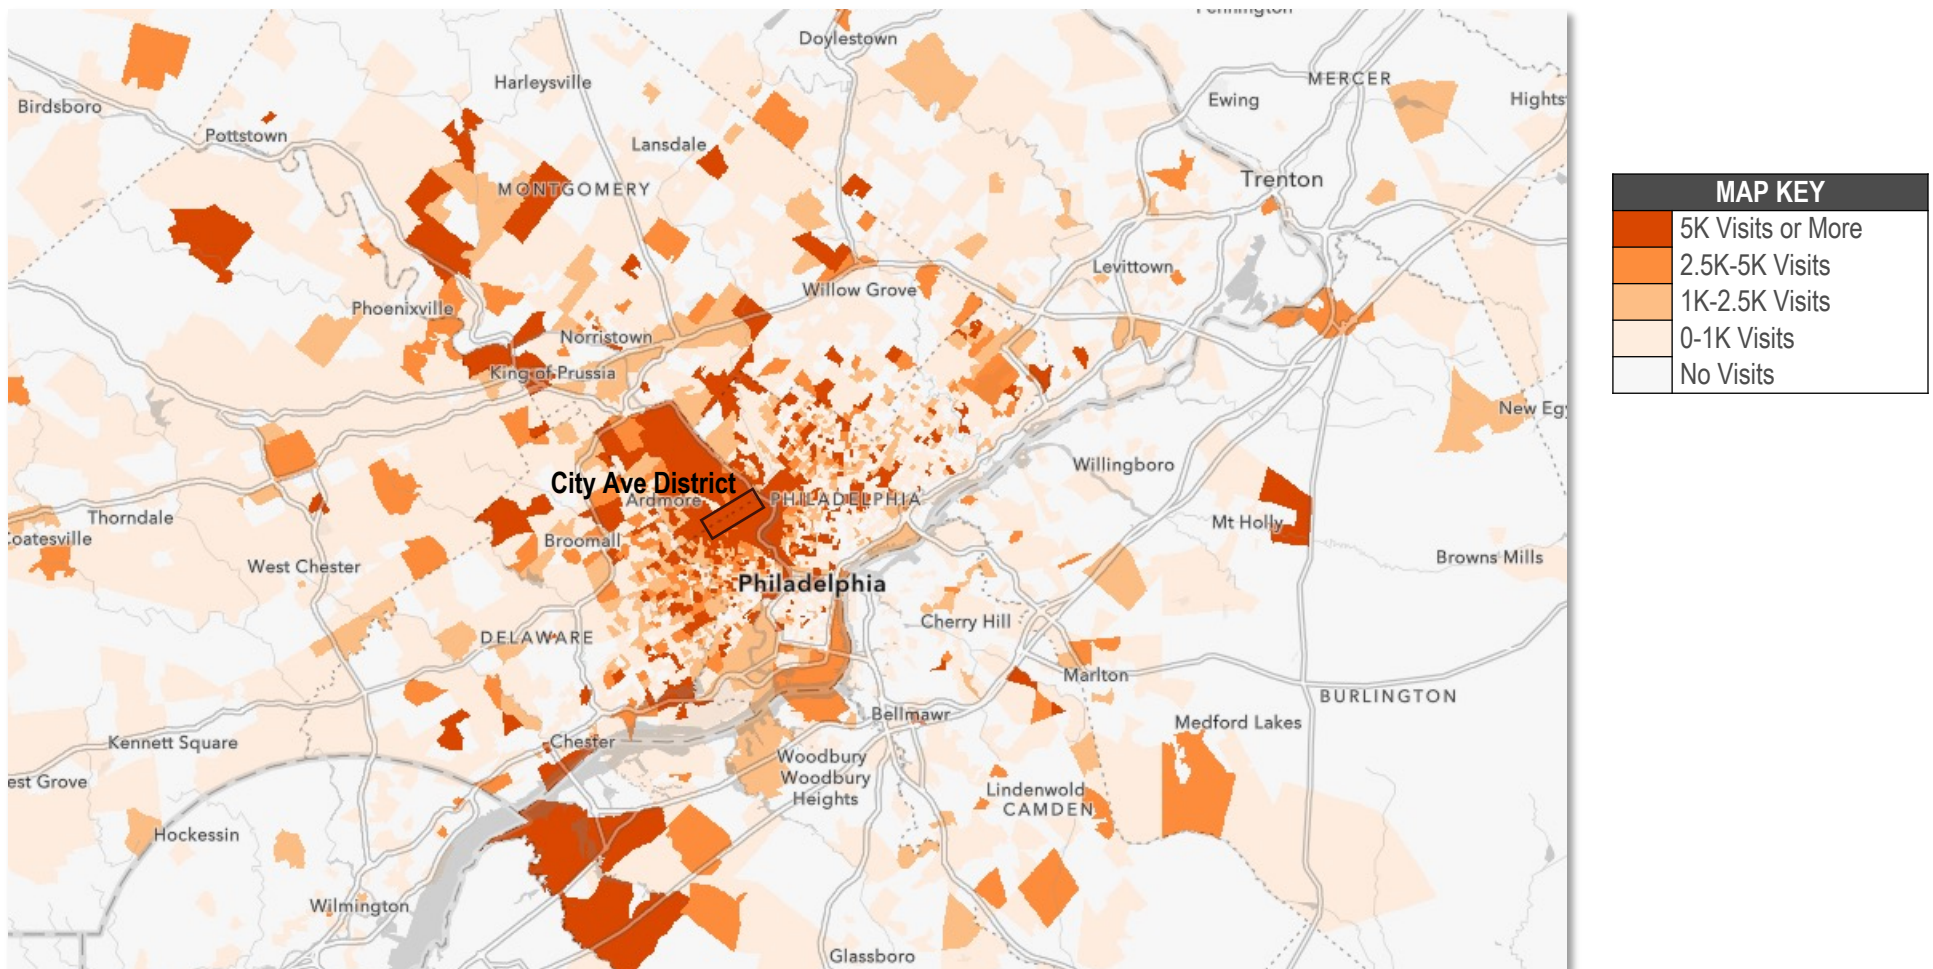 Doylestown
Harleysville
MERCER
Birdsboro
Ewing
Hights
Pottstown
Lansdale
MONTGOMERY
Trenton
Levittown
Willow Grove
Phoenixville
Norristown
King of Prussia
New Eg
Willingboro
City Ave District
Ardmore
PHILADELPHIA
Thorndale
Mt Holly
Coatesville
Broomall
Browns Mills
West Chester
Philadelphia
Cherry Hill
DELAWARE
Marlton
BURLINGTON
Bellmawr
Medford Lakes
Kennett Square
Chester
Woodbury
Woodbury
Heights
est Grove
Lindenwold
CAMDEN
Hockessin
Wilmington
Glassboro
MAP KEY
5K Visits or More
2.5K-5K Visits
1K-2.5K Visits
0-1K Visits
No Visits